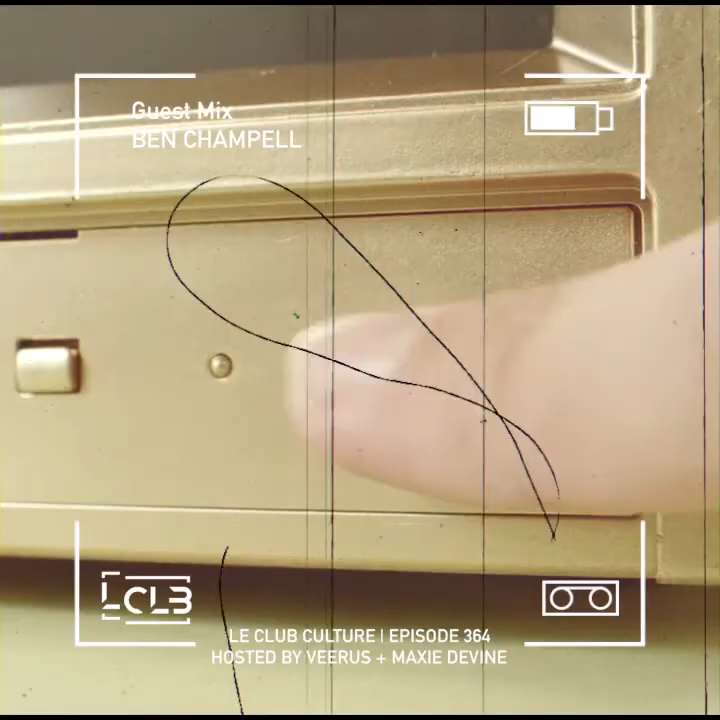 Guest Mix
BEN CHAMPELL
LCLB
LE CLUB CULTURE | EPISODE 364
HOSTED BY VEERUS + MAXIE DEVINE